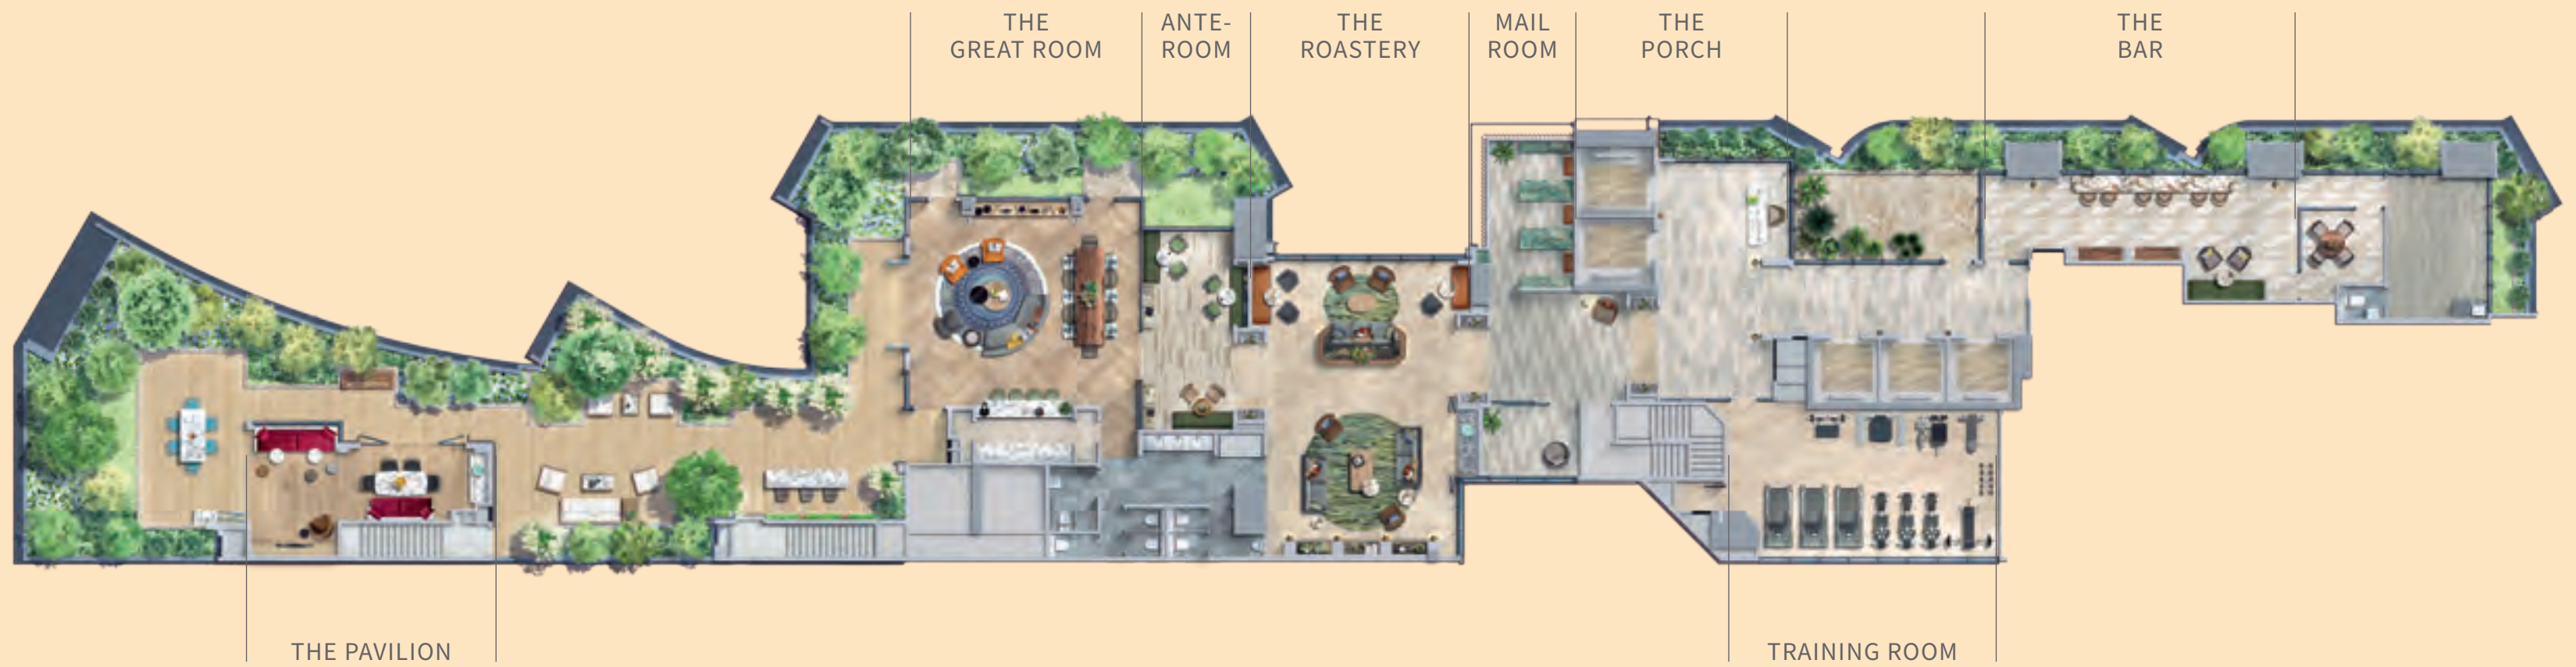 THE
GREAT ROOM
ANTE-
ROOM
THE
ROASTERY
MAIL
ROOM
THE
PORCH
THE
BAR
THE PAVILION
TRAINING ROOM